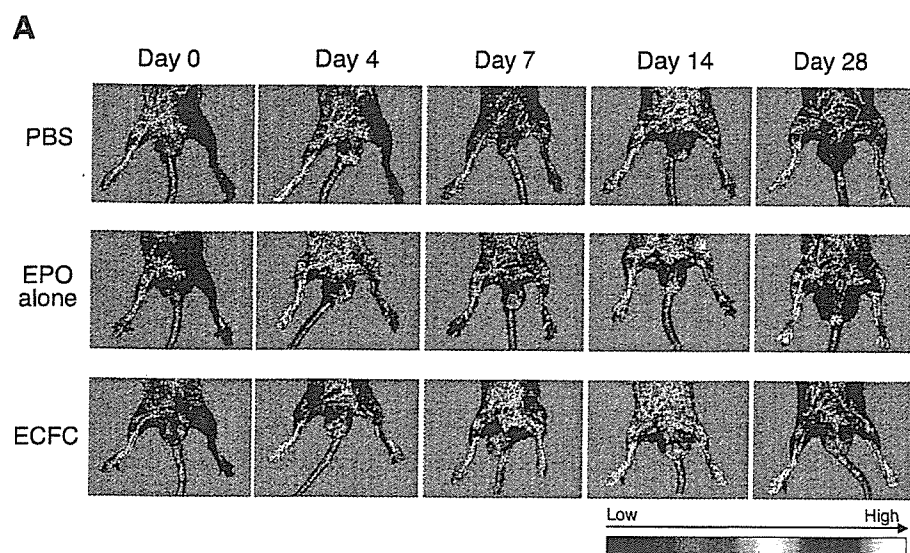 A
Day 0 Day 4 Day 7 Day 14 Day 28
PBS
EPO
alone
ECFC
Low High